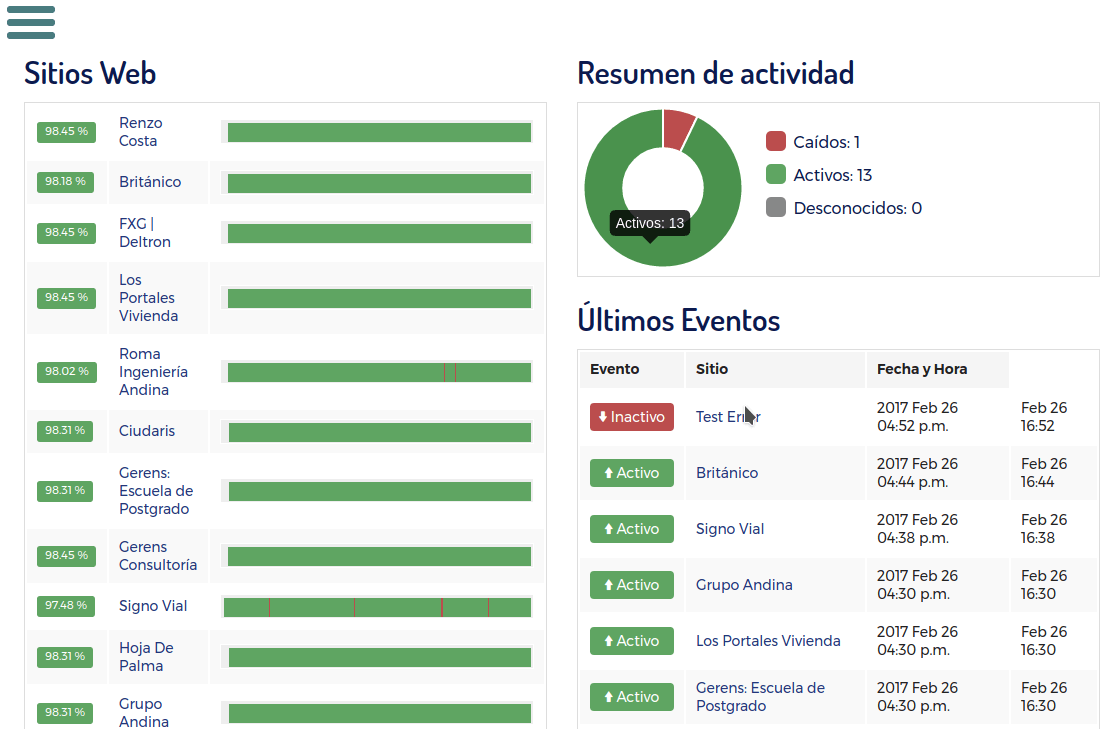 Sitios Web
98.45 %
Renzo
Costa
98.18 %
Británico
98.45 %
FXG |
Deltron
98.45 %
Los
Portales
Vivienda
98.02 %
Roma
Ingeniería
Andina
98.31 %
Ciudaris
98.31 %
Gerens:
Escuela de
Postgrado
98.45 %
Gerens
Consultoría
97.48 %
Signo Vial
98.31 %
Hoja De
Palma
98.31 %
Grupo
Andina
Resumen de actividad
Caídos: 1
Activos: 13
Desconocidos: 0
Activos: 13
Últimos Eventos
Evento Sitio Fecha y Hora
Inactivo Test Error 2017 Feb 26 Feb 26
04:52 p.m. 16:52
Activo Británico 2017 Feb 26 Feb 26
04:44 p.m. 16:44
Activo Signo Vial 2017 Feb 26 Feb 26
04:38 p.m. 16:38
Activo Grupo Andina 2017 Feb 26 Feb 26
04:30 p.m. 16:30
Activo Los Portales Vivienda 2017 Feb 26 Feb 26
04:30 p.m. 16:30
Activo Gerens: Escuela de 2017 Feb 26 Feb 26
Postgrado 04:30 p.m. 16:30